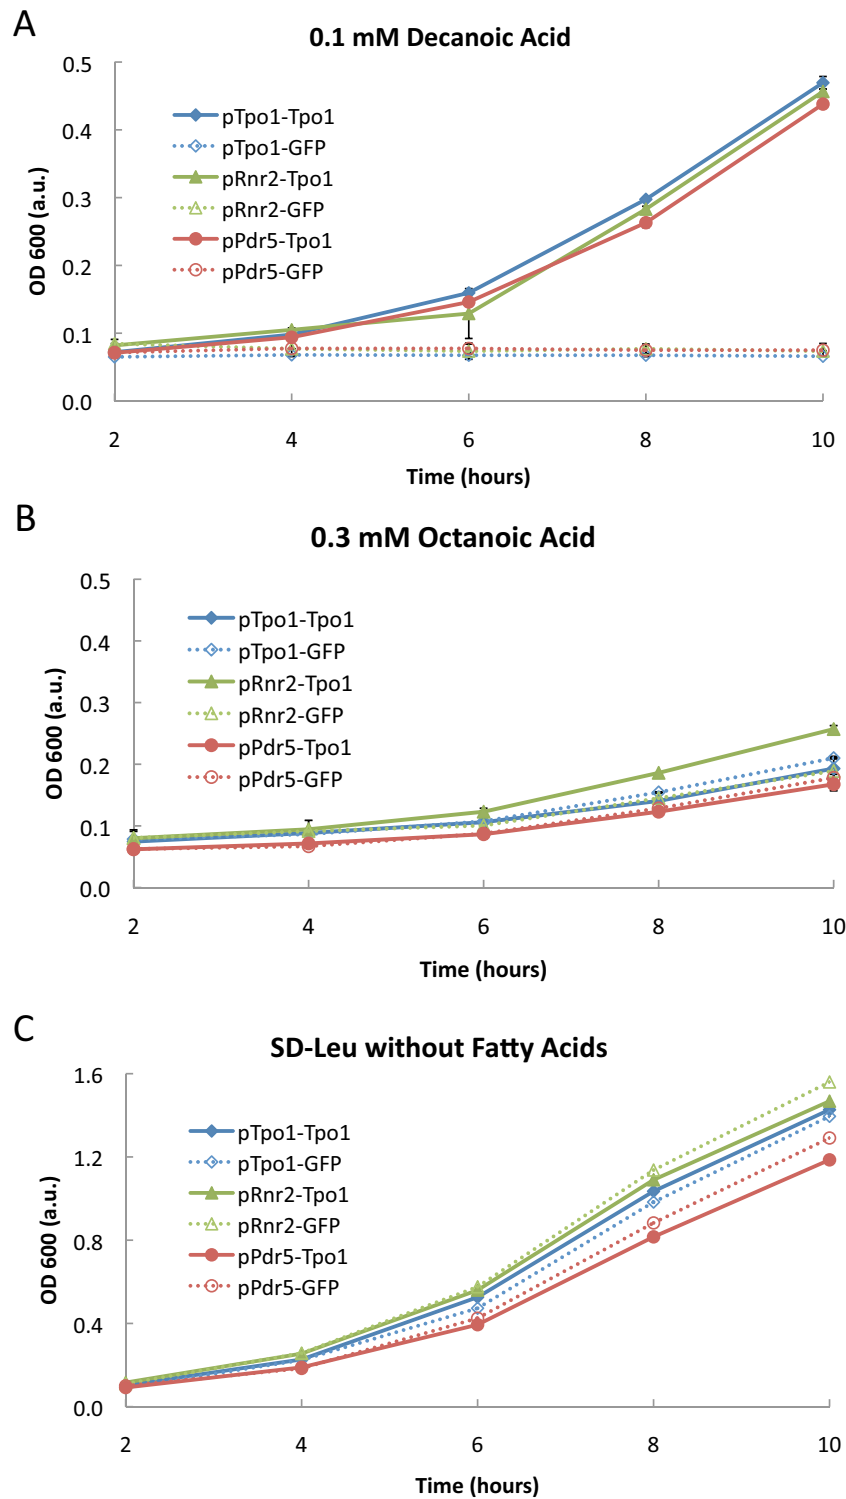 A
0.1 mM Decanoic Acid
OD 600 (a.u.)
0.5
0.4
0.3
0.2
0.1
0.0
pTpo1-Tpo1
pTpo1-GFP
pRnr2-Tpo1
pRnr2-GFP
pPdr5-Tpo1
pPdr5-GFP
2 4 6 8 10
Time (hours)
B
0.3 mM Octanoic Acid
OD 600 (a.u.)
0.5
0.4
0.3
0.2
0.1
0.0
pTpo1-Tpo1
pTpo1-GFP
pRnr2-Tpo1
pRnr2-GFP
pPdr5-Tpo1
pPdr5-GFP
2 4 6 8 10
Time (hours)
C
SD-Leu without Fatty Acids
OD 600 (a.u.)
1.6
1.2
0.8
0.4
0.0
pTpo1-Tpo1
pTpo1-GFP
pRnr2-Tpo1
pRnr2-GFP
pPdr5-Tpo1
pPdr5-GFP
2 4 6 8 10
Time (hours)